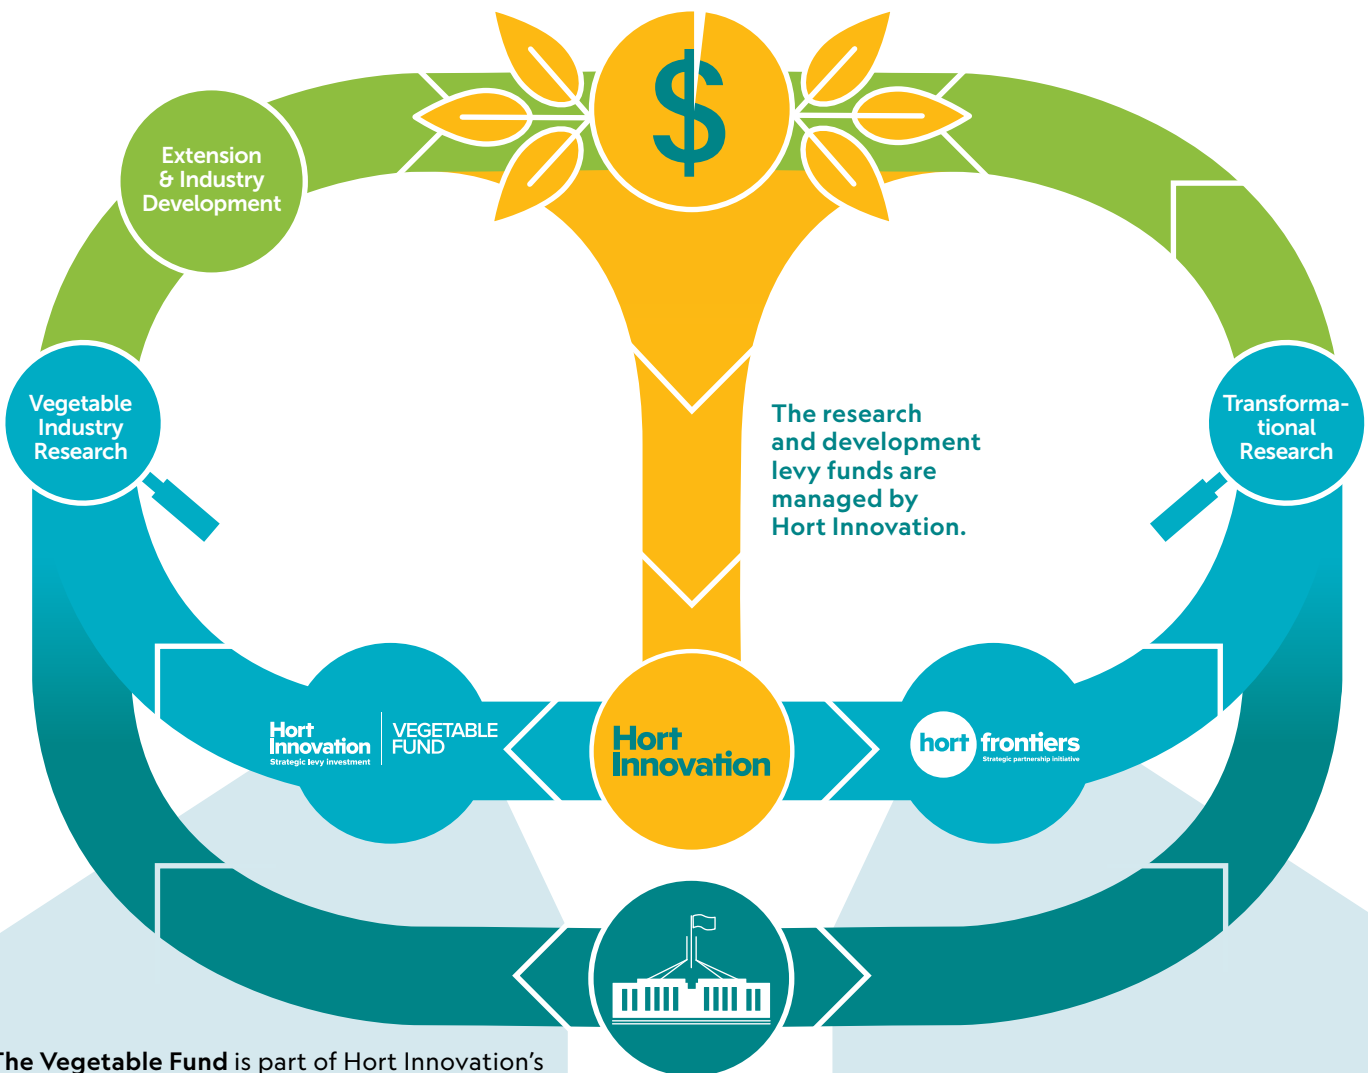 $
Extension
& Industry
Development
Vegetable
Industry
Research
The research
and development
levy funds are
managed by
Hort Innovation.
Transforma-
tional
Research
Hort
Innovation
Strategic levy investment
VEGETABLE
FUND
Hort
Innovation
hort frontiers
Strategic partnership initiative
The Vegetable Fund is part of Hort Innovation's